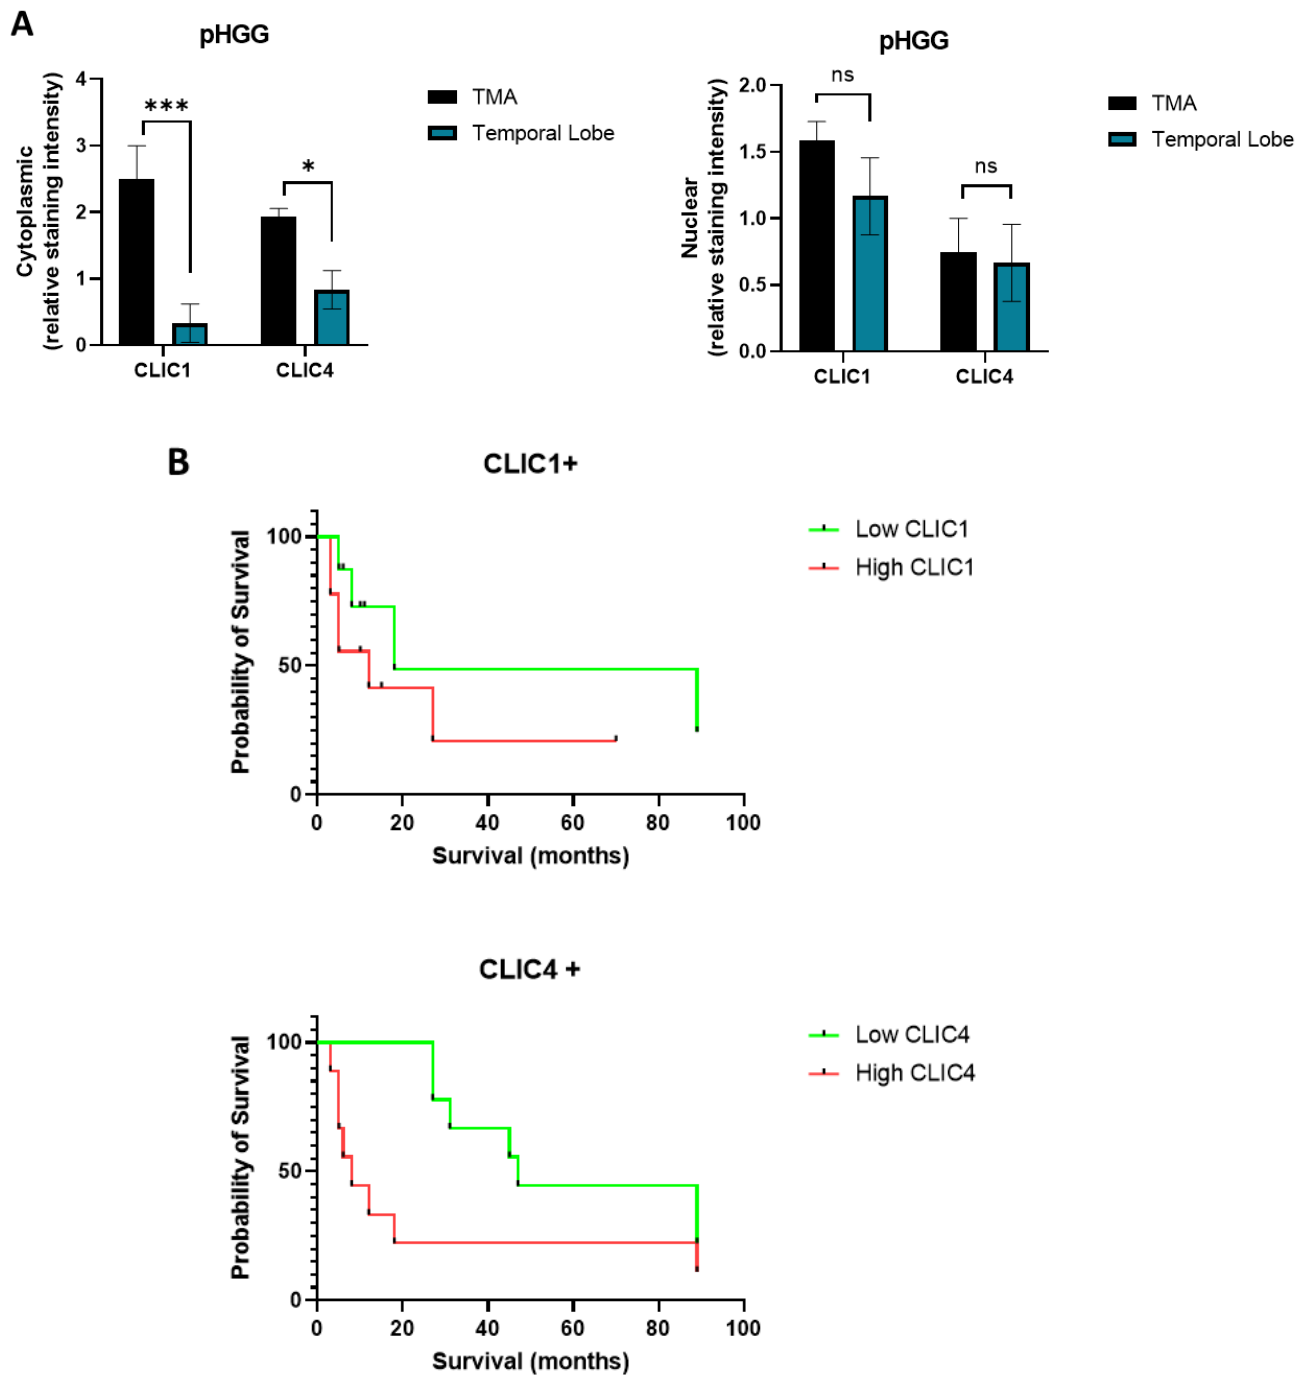 A
pHGG
Cytoplasmic
(relative staining intensity)
4
3
2
1
0
***
*
CLIC1
CLIC4
TMA
Temporal Lobe
pHGG
Nuclear
(relative staining intensity)
2.0
1.5
1.0
0.5
0.0
ns
ns
CLIC1
CLIC4
TMA
Temporal Lobe
B
CLIC1+
Probability of Survival
100
50
0
0 20 40 60 80 100
Survival (months)
Low CLIC1
High CLIC1
CLIC4 +
Probability of Survival
100
50
0
0 20 40 60 80 100
Survival (months)
Low CLIC4
High CLIC4